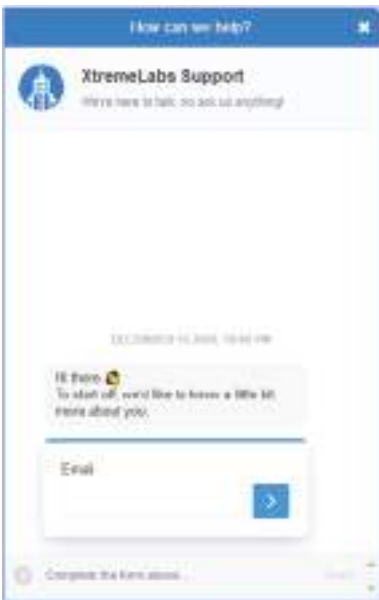 How can we help?
XtremeLabs Support
We're here to talk, so ask us anything!
Hi there
To start off, we'd like to know a little bit
more about you.
Email
Complete the form above...